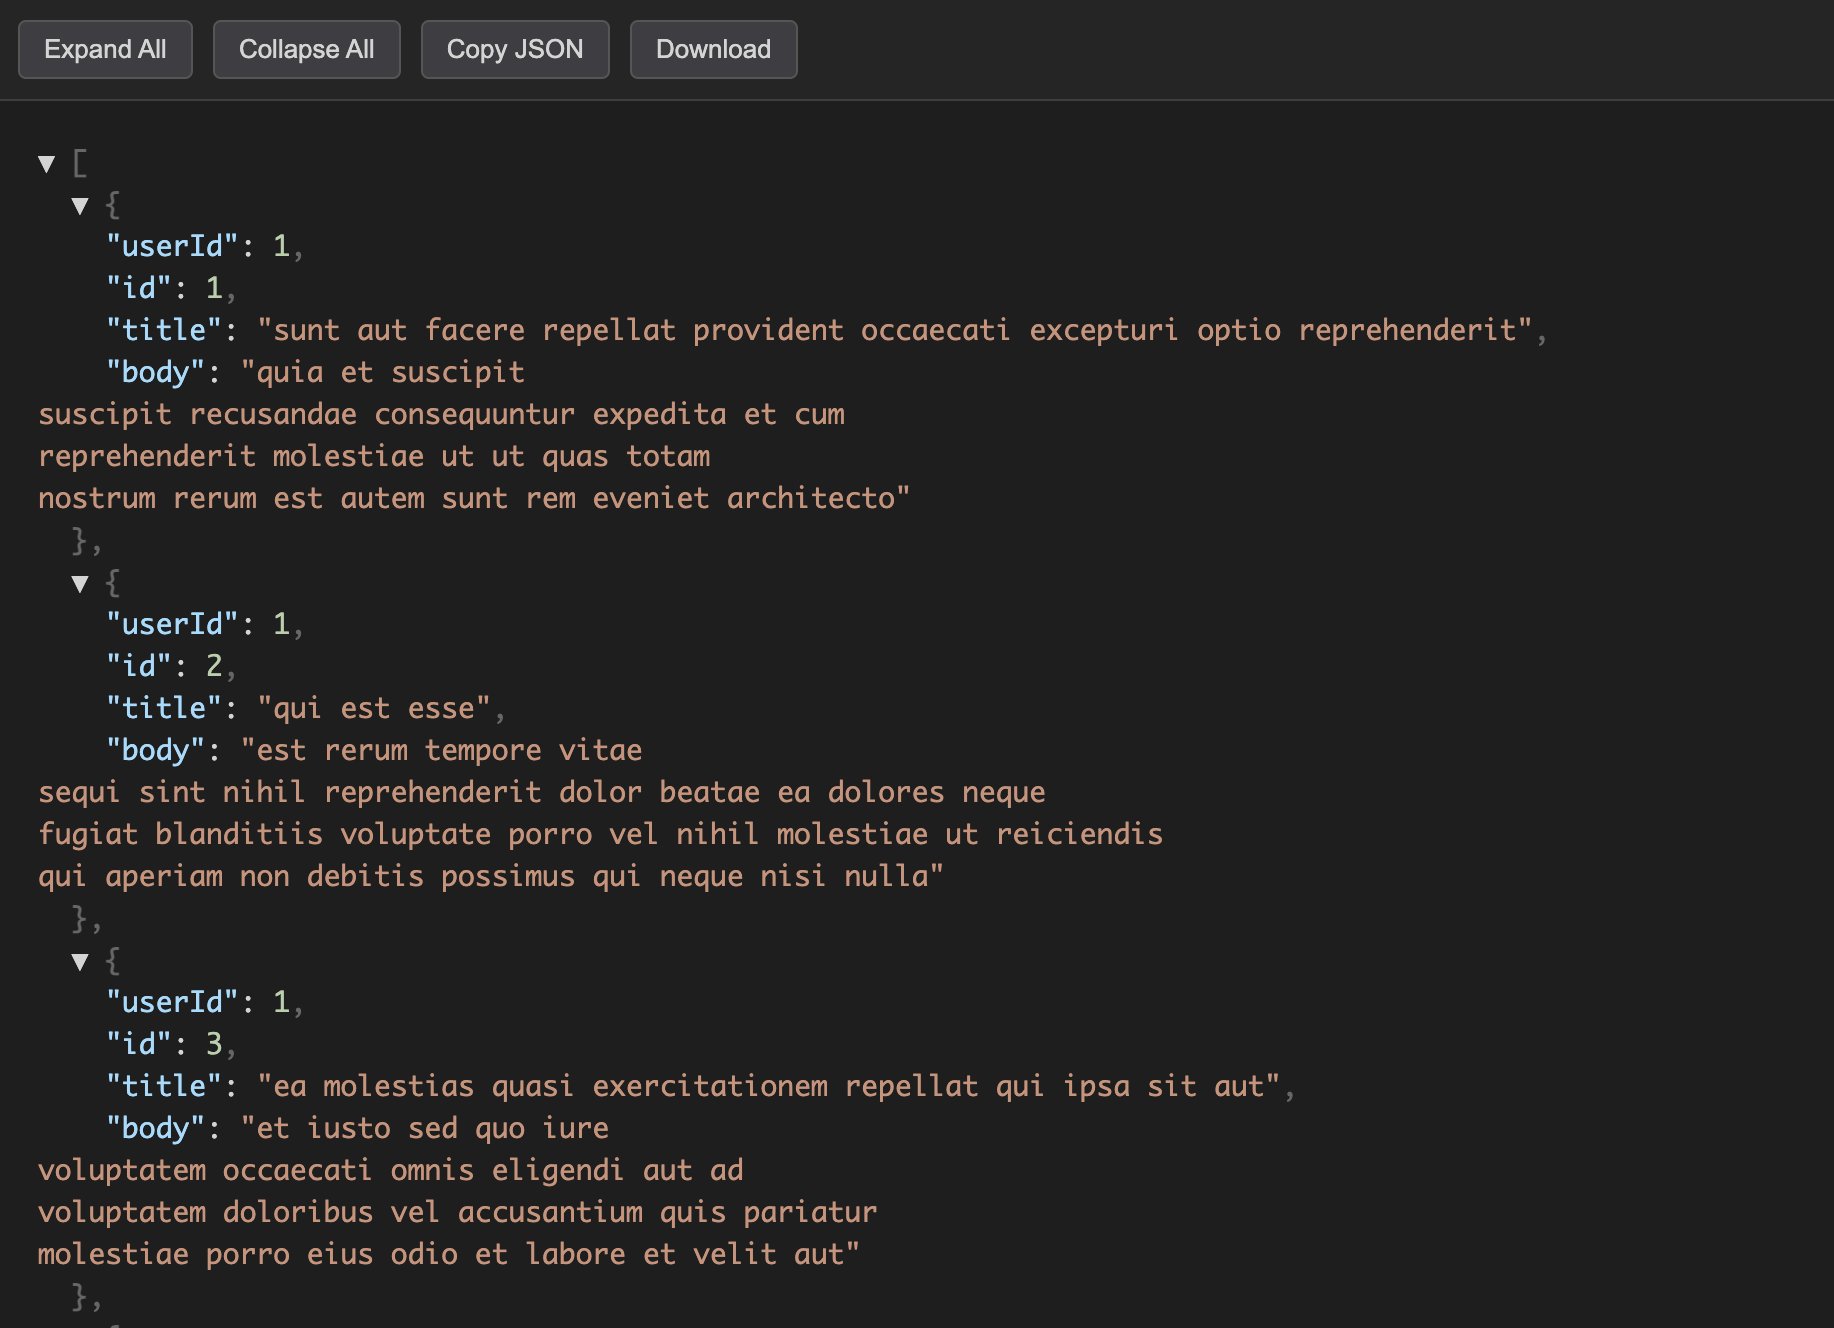 Expand All Collapse All Copy JSON Download
▼ [
▼ {
"userId": 1,
"id": 1,
"title": "sunt aut facere repellat provident occaecati excepturi optio reprehenderit",
"body": "quia et suscipit
suscipit recusandae consequuntur expedita et cum
reprehenderit molestiae ut ut quas totam
nostrum rerum est autem sunt rem eveniet architecto"
},
▼ {
"userId": 1,
"id": 2,
"title": "qui est esse",
"body": "est rerum tempore vitae
sequi sint nihil reprehenderit dolor beatae ea dolores neque
fugiat blanditiis voluptate porro vel nihil molestiae ut reiciendis
qui aperiam non debitis possimus qui neque nisi nulla"
},
▼ {
"userId": 1,
"id": 3,
"title": "ea molestias quasi exercitationem repellat qui ipsa sit aut",
"body": "et iusto sed quo iure
voluptatem occaecati omnis eligendi aut ad
voluptatem doloribus vel accusantium quis pariatur
molestiae porro eius odio et labore et velit aut"
},